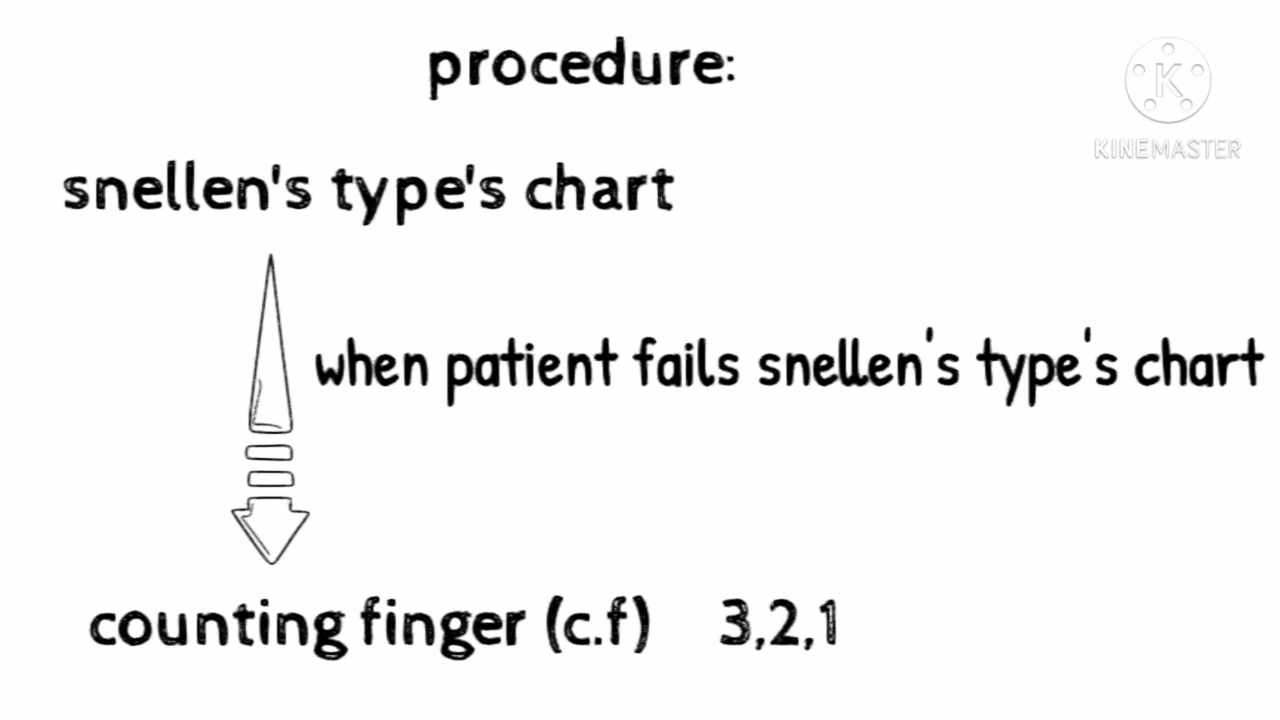 procedure:
KINEMASTER
snellen's type's chart
when patient fails snellen's type's chart
counting finger (c.f) 3,2,1